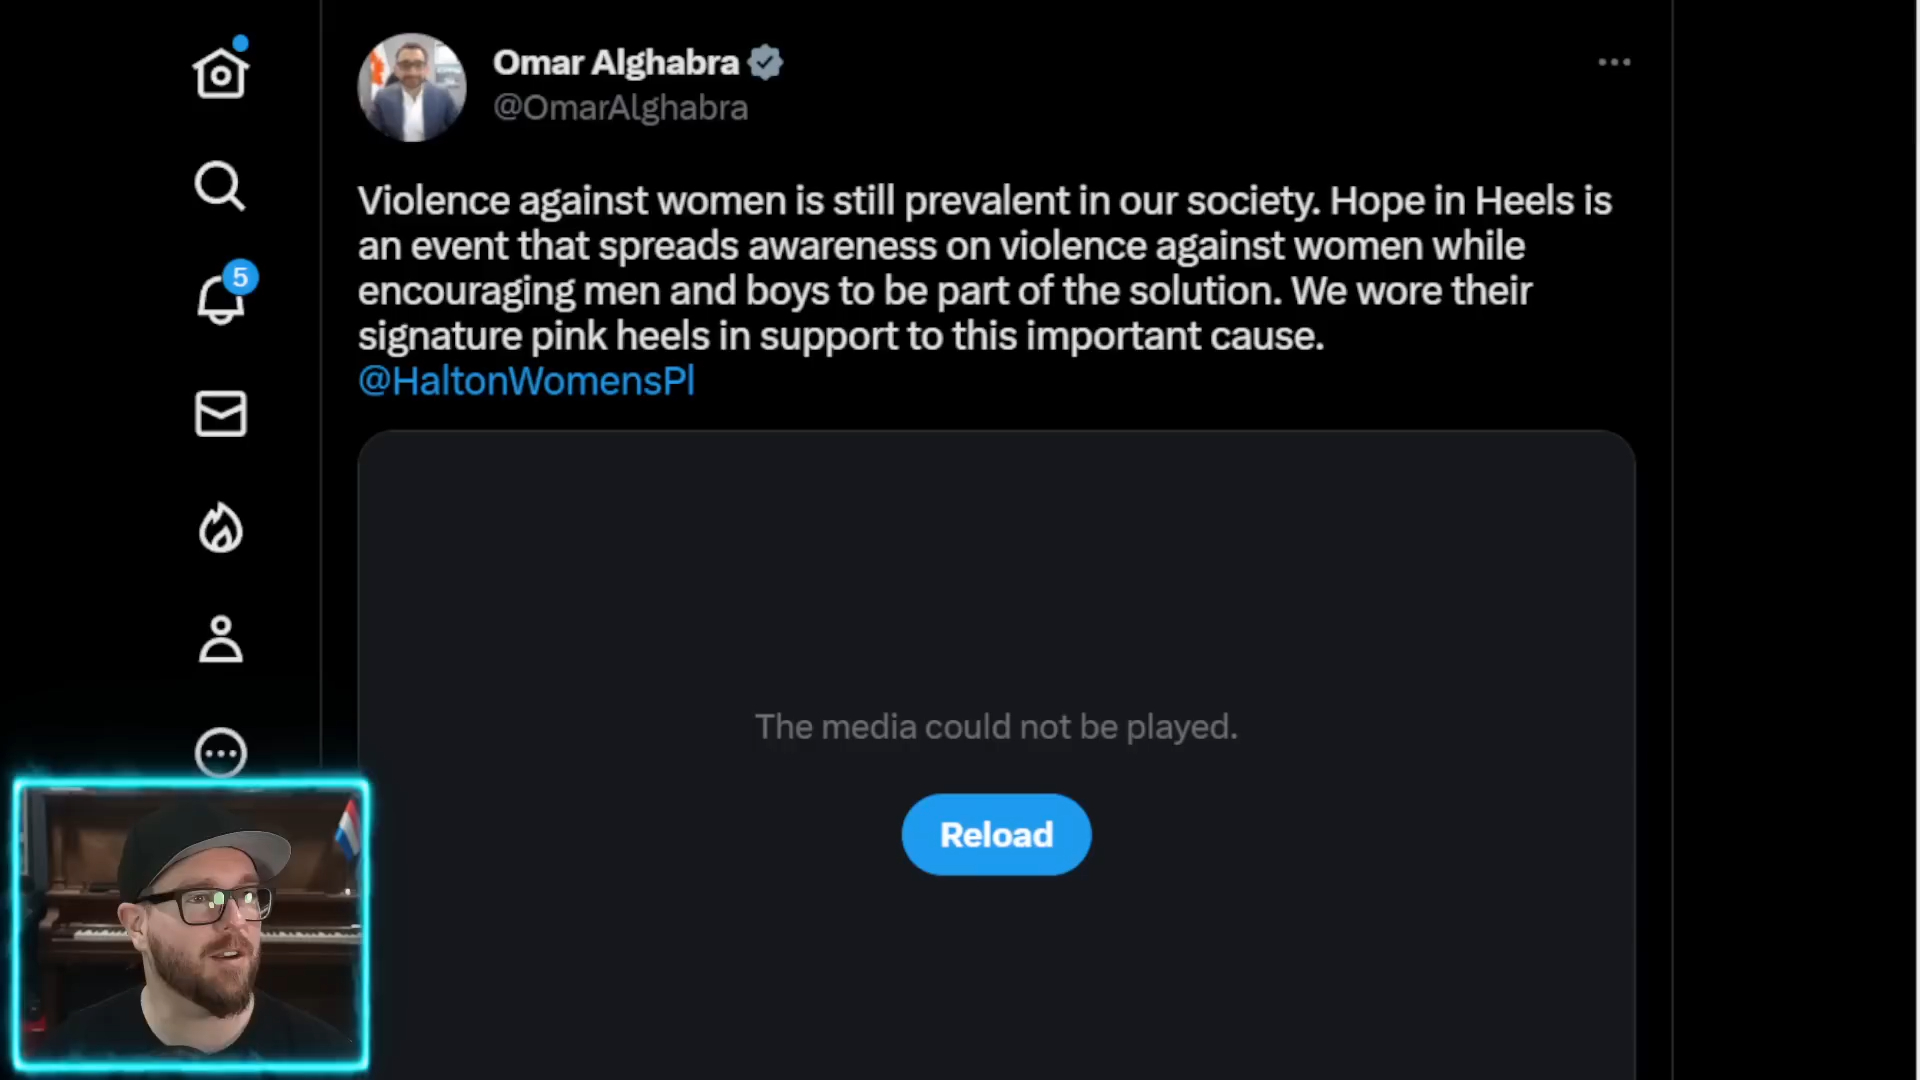 Omar Alghabra
@OmarAlghabra
5
Violence against women is still prevalent in our society. Hope in Heels is
an event that spreads awareness on violence against women while
encouraging men and boys to be part of the solution. We wore their
signature pink heels in support to this important cause.
@HaltonWomensPl
The media could not be played.
Reload